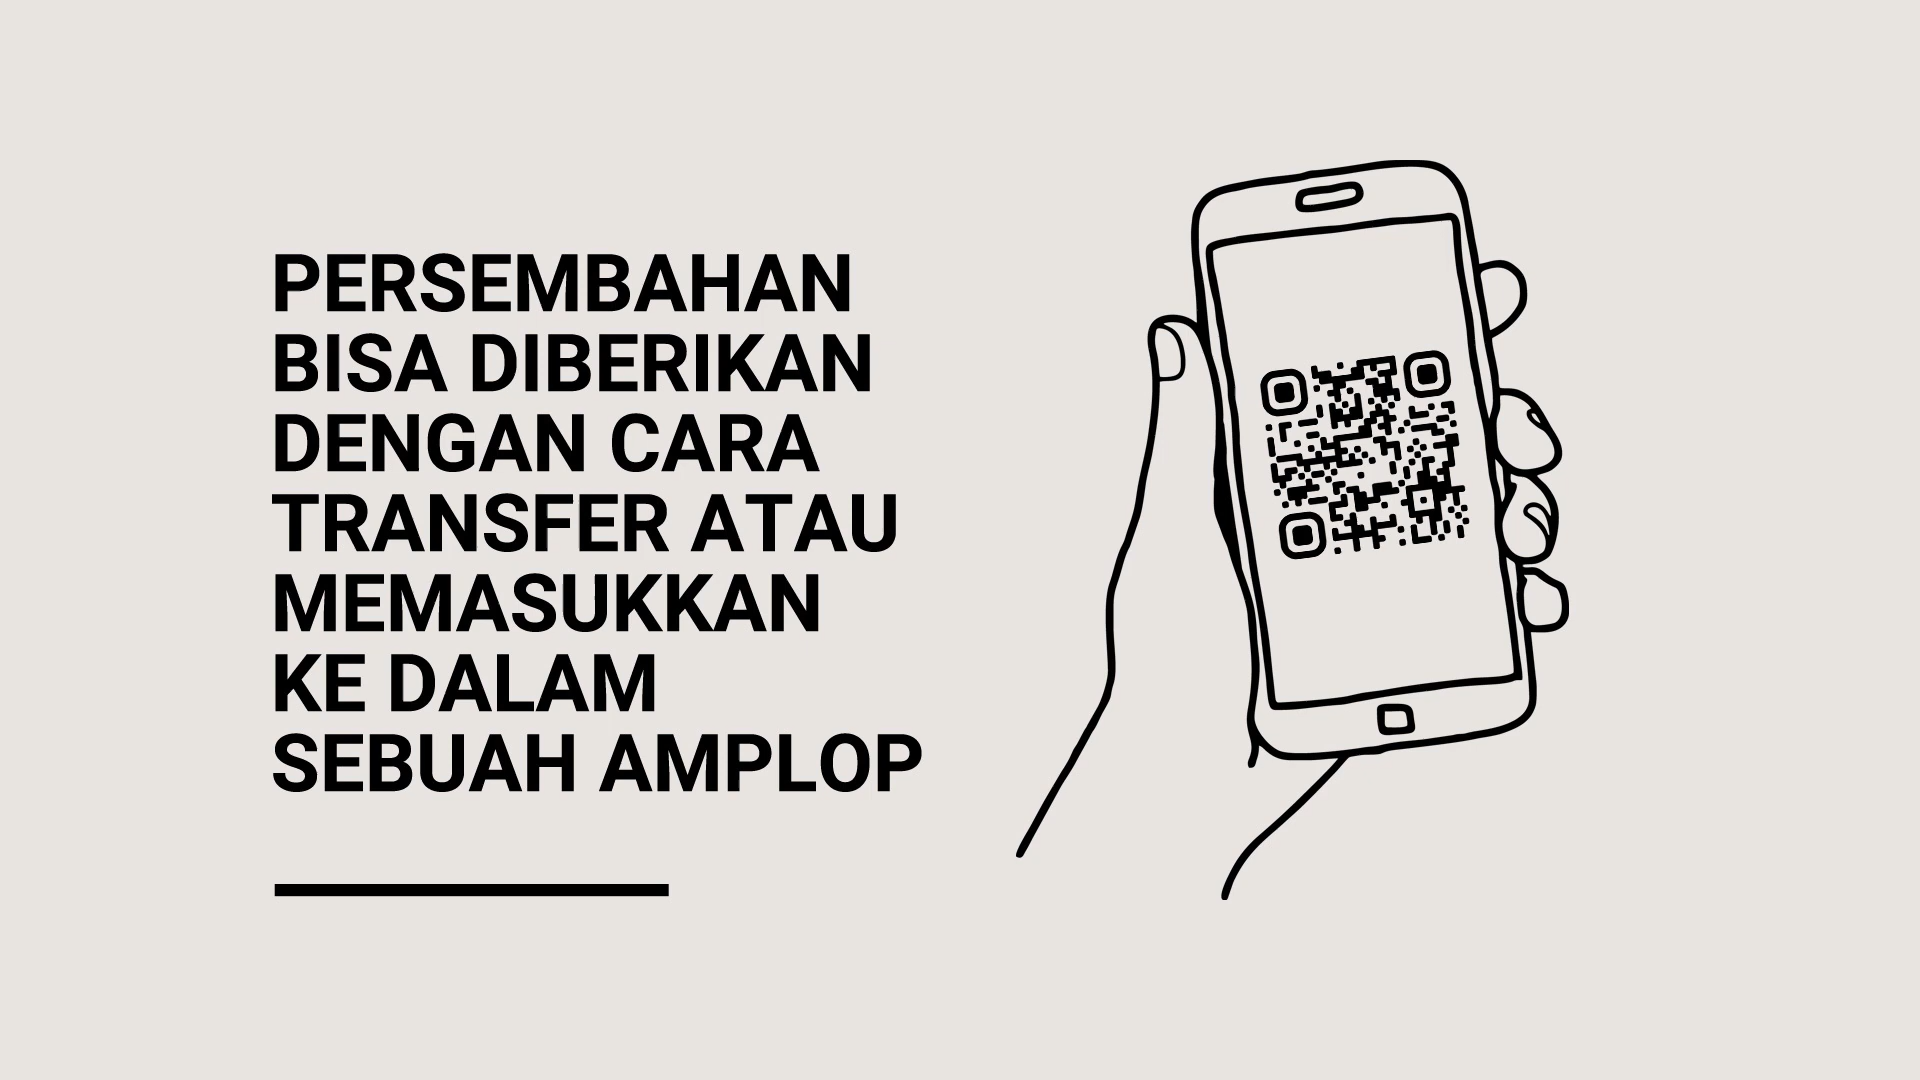 PERSEMBAHAN
BISA DIBERIKAN
DENGAN CARA
TRANSFER ATAU
MEMASUKKAN
KE DALAM
SEBUAH AMPLOP